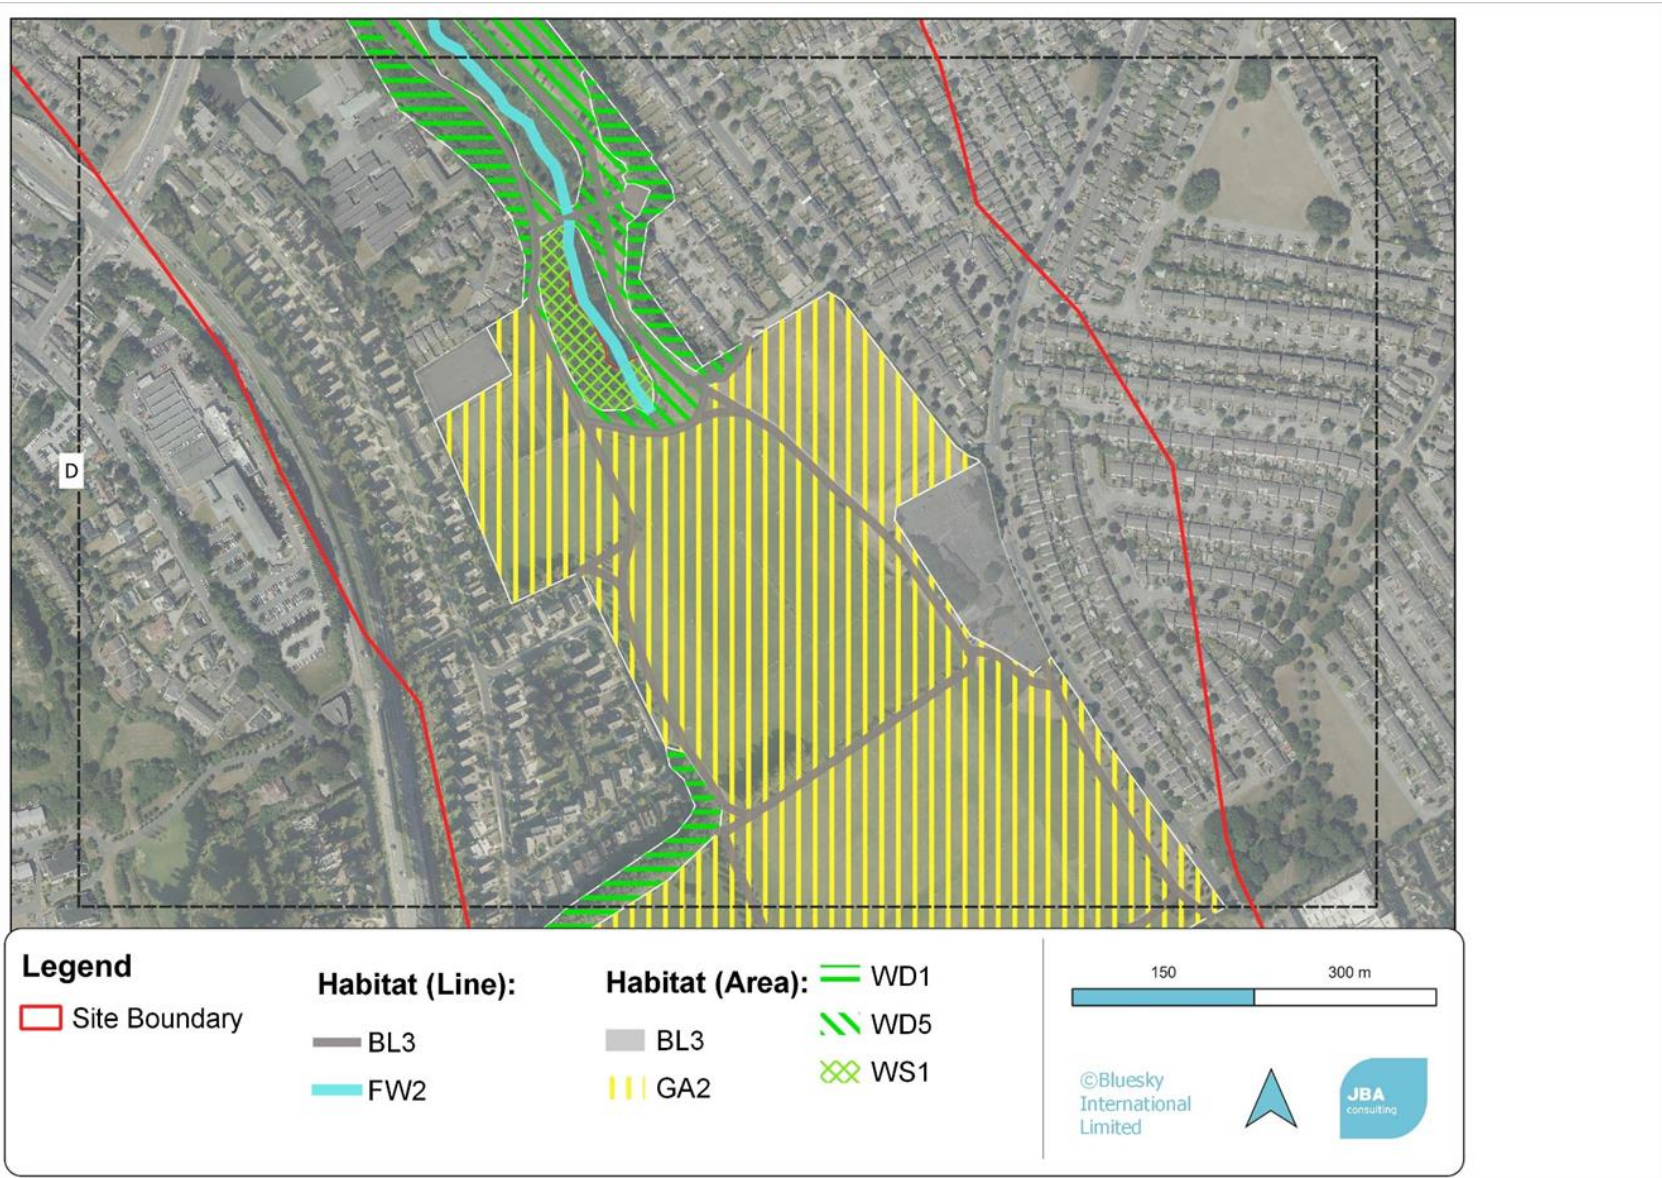 D
Legend
Site Boundary
Habitat (Line):
BL3
FW2
Habitat (Area):
BL3
GA2
WD1
WD5
WS1
150 300 m
©Bluesky
International
Limited
JBA
consulting